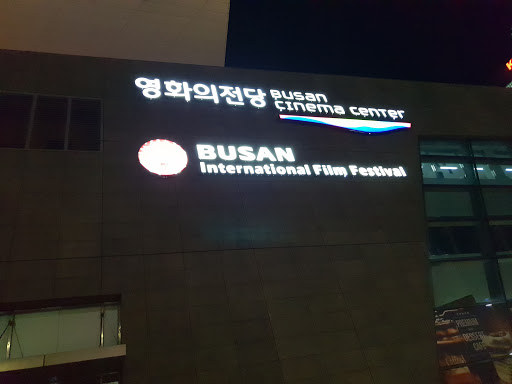 영화의전당 BUSAN
CINEMA CENTER
BUSAN
International Film Festival